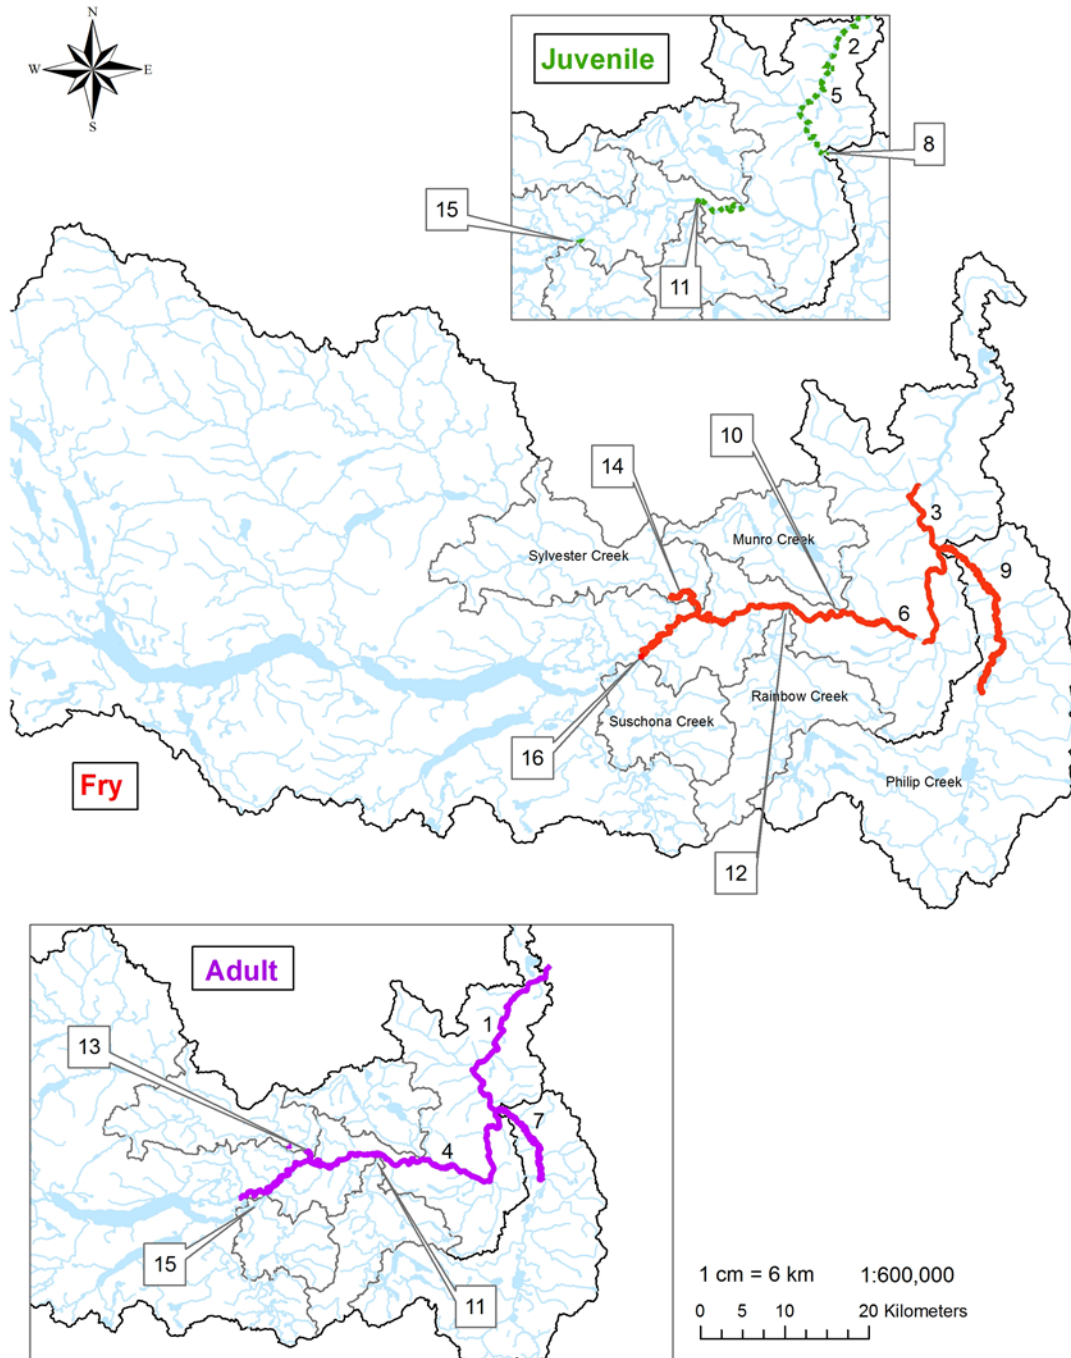 N
W
E
S
Juvenile
2
5
8
15
11
10
14
3
Munro Creek
Sylvester Creek
9
6
Rainbow Creek
Suschona Creek
16
Philip Creek
Fry
12
Adult
1
13
7
4
15
11
1 cm = 6 km 1:600,000
0 5 10 20 Kilometers